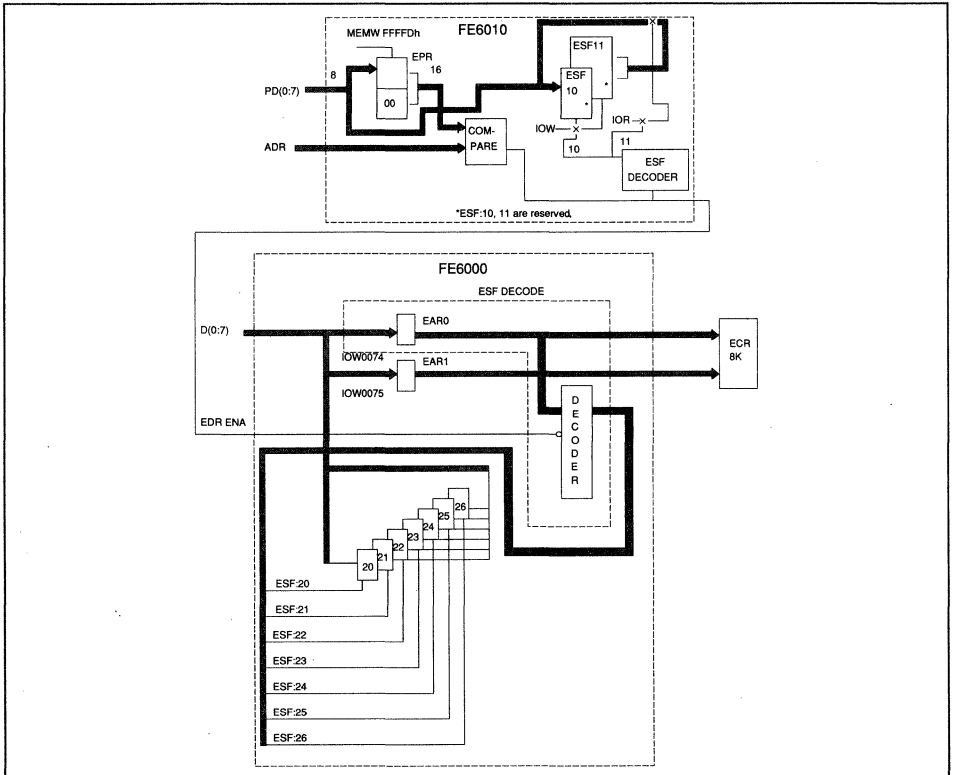 FE6010
MEMW FFFFDh
EPR
8
16
00
PD(0:7)
ADR
COM-
PARE
ESF11
*
ESF
10
*
IOW
IOR
10
11
ESF
DECODER
*ESF:10, 11 are reserved.
FE6000
ESF DECODE
D(0:7)
EAR0
IOW0074
EAR1
IOW0075
ECR
8K
EDR ENA
DECODER
26
25
24
23
22
21
20
ESF:20
ESF:21
ESF:22
ESF:23
ESF:24
ESF:25
ESF:26